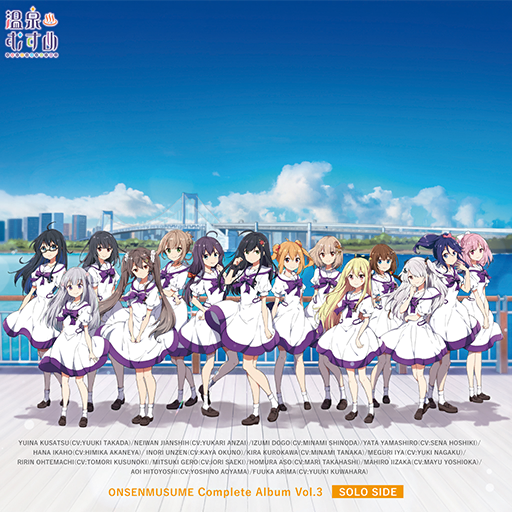 温泉
むすめ
YUINA KUSATSU(CV:YUUKI TAKADA)/NEIWAN JIANSHIH(CV:YUKARI ANZAI)/IZUMI DOGO(CV:MINAMI SHINODA)/YATA YAMASHIRO(CV:SENA HOSHIKI)/
HANA IKAHO(CV:HIMIKA AKANEYA)/INORI UNZEN(CV:KAYA OKUNO)/KIRA KUROKAWA(CV:MINAMI TANAKA)/MEGURI IYA(CV:YUKI NAGAKU)/
RIRIN OHTEMACHI(CV:TOMORI KUSUNOKI)/MITSUKI GERO(CV:JORI SAEKI)/HOMURA ASO(CV:MARI TAKAHASHI)/MAHIRO IIZAKA(CV:MAYU YOSHIOKA)/
AOI HITOYOSHI(CV:YOSHINO AOYAMA)/FUUKA ARIMA(CV:YUUKI KUWAHARA)
ONSENMUSUME Complete Album Vol.3 SOLO SIDE